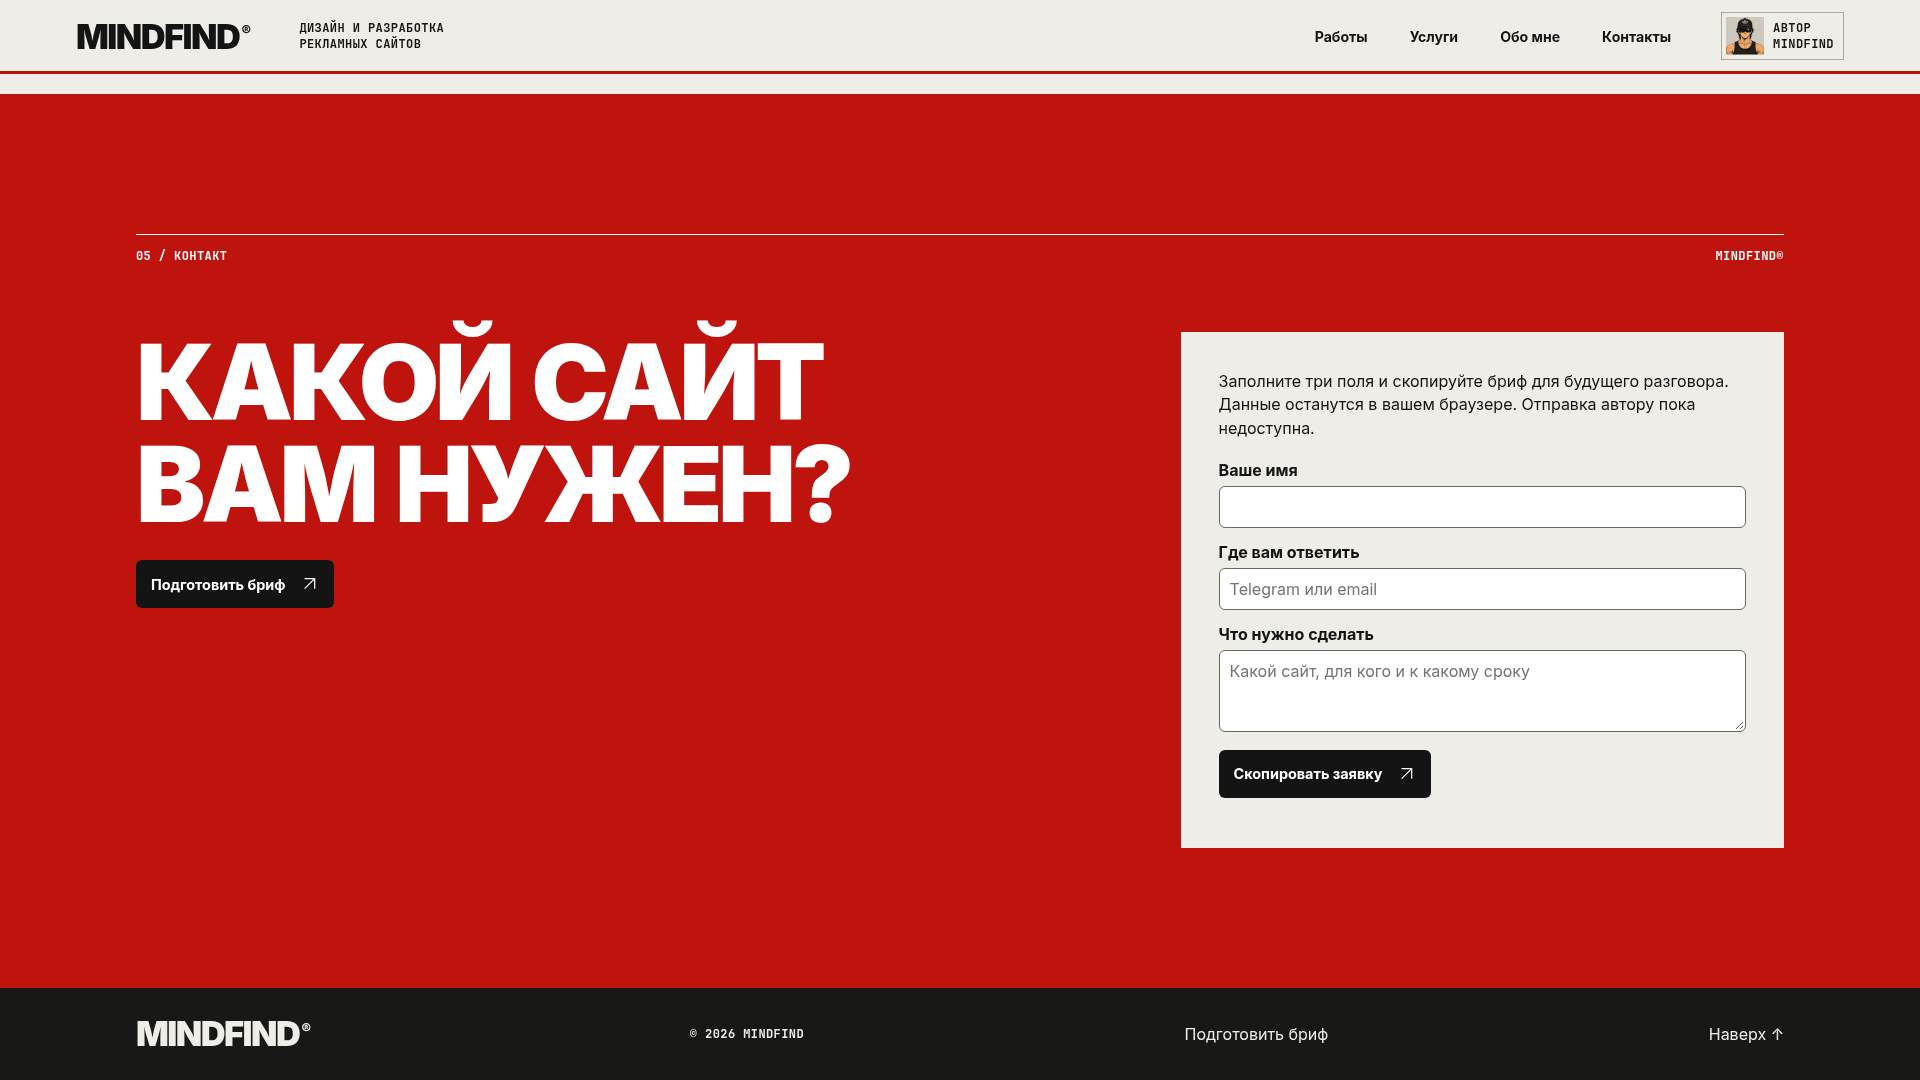 MINDFIND®
ДИЗАЙН И РАЗРАБОТКА
РЕКЛАМНЫХ САЙТОВ
Работы
Услуги
Обо мне
Контакты
АВТОР
MINDFIND
05 / КОНТАКТ
MINDFIND®
КАКОЙ САЙТ
ВАМ НУЖЕН?
Подготовить бриф
Заполните три поля и скопируйте бриф для будущего разговора.
Данные останутся в вашем браузере. Отправка автору пока
недоступна.
Ваше имя
Где вам ответить
Telegram или email
Что нужно сделать
Какой сайт, для кого и к какому сроку
Скопировать заявку
MINDFIND®
© 2026 MINDFIND
Подготовить бриф
Наверх ↑